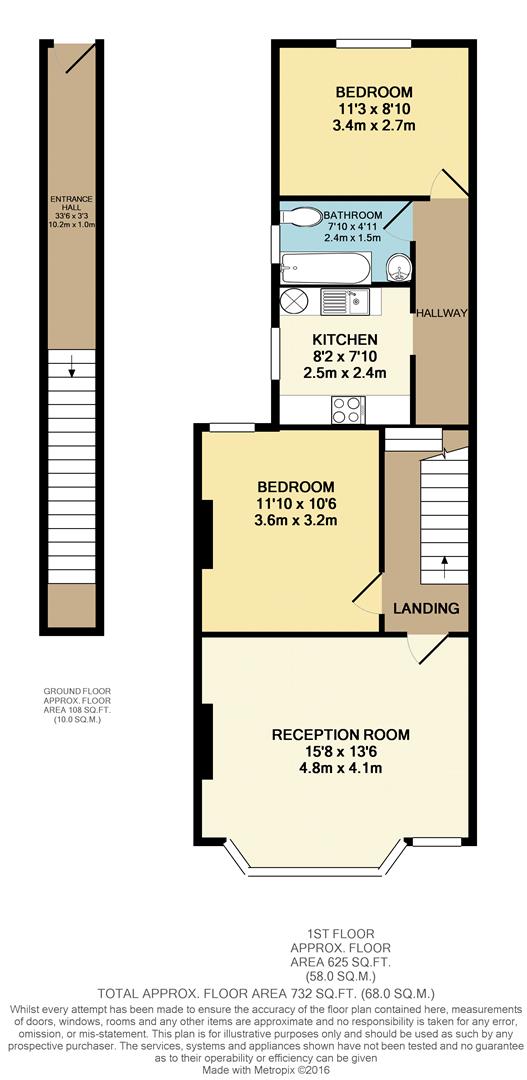 BEDROOM
11'3 x 8'10
3.4m x 2.7m
ENTRANCE
HALL
33'6 x 3'3
10.2m x 1.0m
BATHROOM
7'10 x 4'11
2.4m x 1.5m
HALLWAY
KITCHEN
8'2 x 7'10
2.5m x 2.4m
BEDROOM
11'10 x 10'6
3.6m x 3.2m
LANDING
GROUND FLOOR
APPROX. FLOOR
AREA 108 SQ.FT.
(10.0 SQ.M.)
RECEPTION ROOM
15'8 x 13'6
4.8m x 4.1m
1ST FLOOR
APPROX. FLOOR
AREA 625 SQ.FT.
(58.0 SQ.M.)
TOTAL APPROX. FLOOR AREA 732 SQ.FT. (68.0 SQ.M.)
Whilst every attempt has been made to ensure the accuracy of the floor plan contained here, measurements
of doors, windows, rooms and any other items are approximate and no responsibility is taken for any error,
omission, or mis-statement. This plan is for illustrative purposes only and should be used as such by any
prospective purchaser. The services, systems and appliances shown have not been tested and no guarantee
as to their operability or efficiency can be given
Made with Metropix ©2016